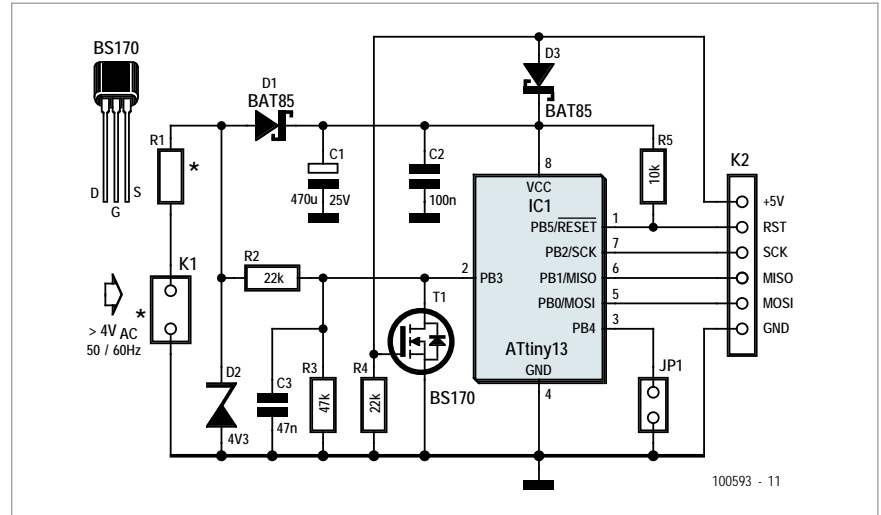 BS170
D G S
R1
*
D1
BAT85
C1
470u 25V
C2
100n
D3
BAT85
R5
10k
K2
+5V
RST
SCK
MISO
MOSI
GND
8
VCC
IC1
PB5/RESET 1
PB2/SCK 7
2 PB3
PB1/MISO 6
PB0/MOSI 5
PB4 3
ATtiny13
GND
4
JP1
K1
*
> 4V AC
50 / 60Hz
R2
22k
T1
BS170
D2
4V3
C3
47n
R3
47k
R4
22k
100593 - 11